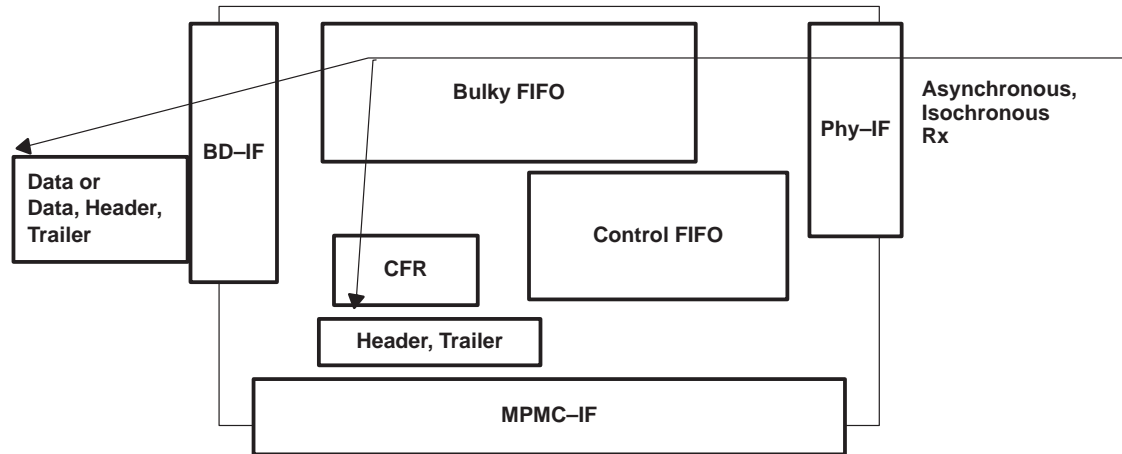 Bulky FIFO
Asynchronous,
Isochronous
Rx
Phy–IF
BD–IF
Data or
Data, Header,
Trailer
Control FIFO
CFR
Header, Trailer
MPMC–IF